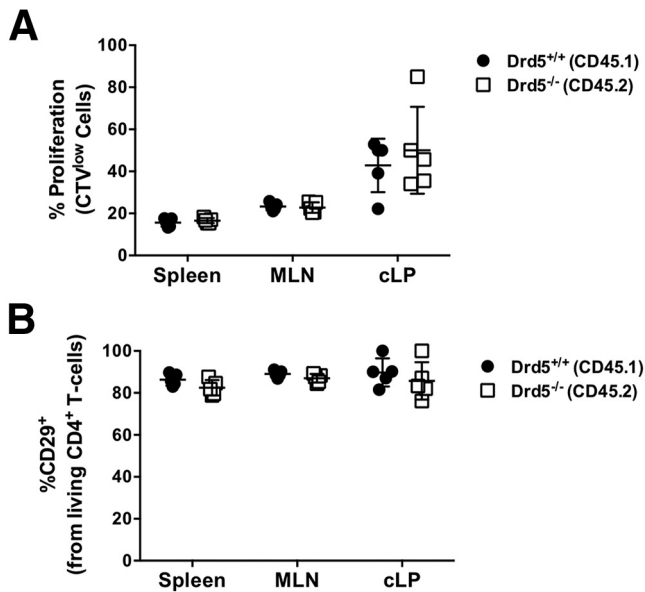 A
% Proliferation
(CTVlow Cells)
100
80
60
40
20
0
Spleen MLN cLP
Drd5+/+ (CD45.1)
Drd5-/- (CD45.2)
B
%CD29+
(from living CD4+ T-cells)
100
80
60
40
20
0
Spleen MLN cLP
Drd5+/+ (CD45.1)
Drd5-/- (CD45.2)